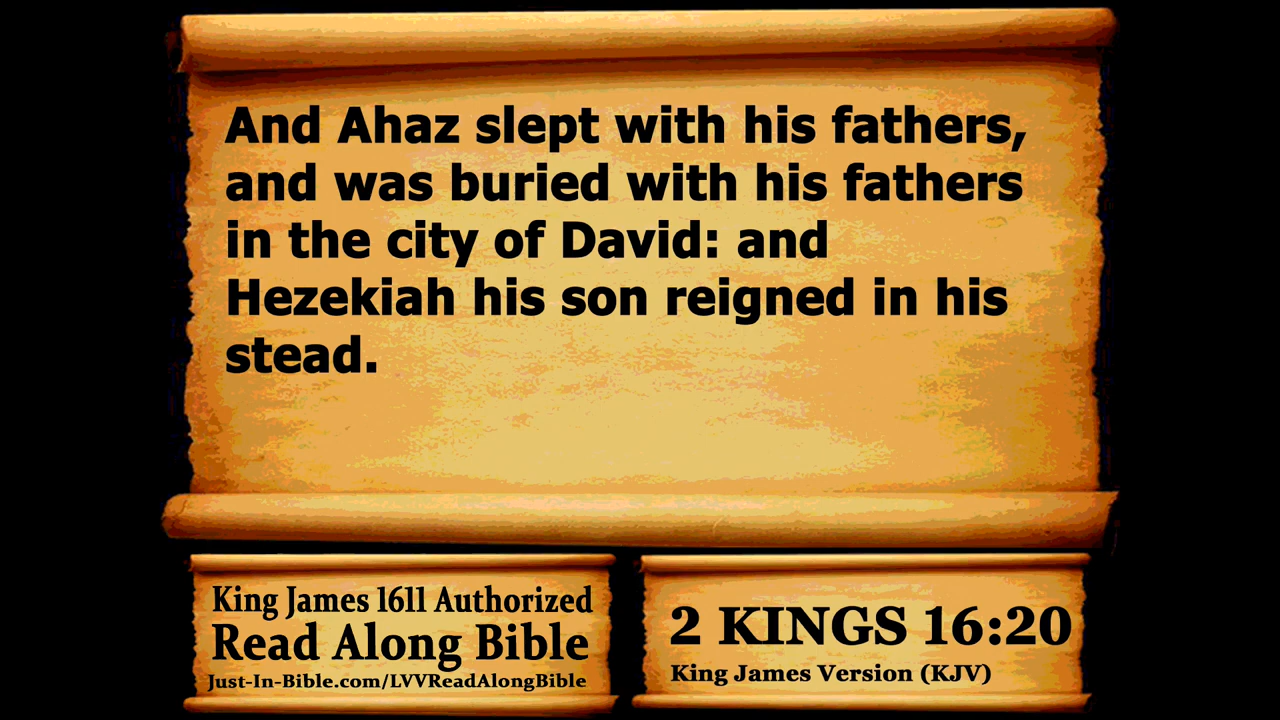 And Ahaz slept with his fathers,
and was buried with his fathers
in the city of David: and
Hezekiah his son reigned in his
stead.
King James 1611 Authorized
Read Along Bible
Just-In-Bible.com/LVVReadAlongBible
2 KINGS 16:20
King James Version (KJV)